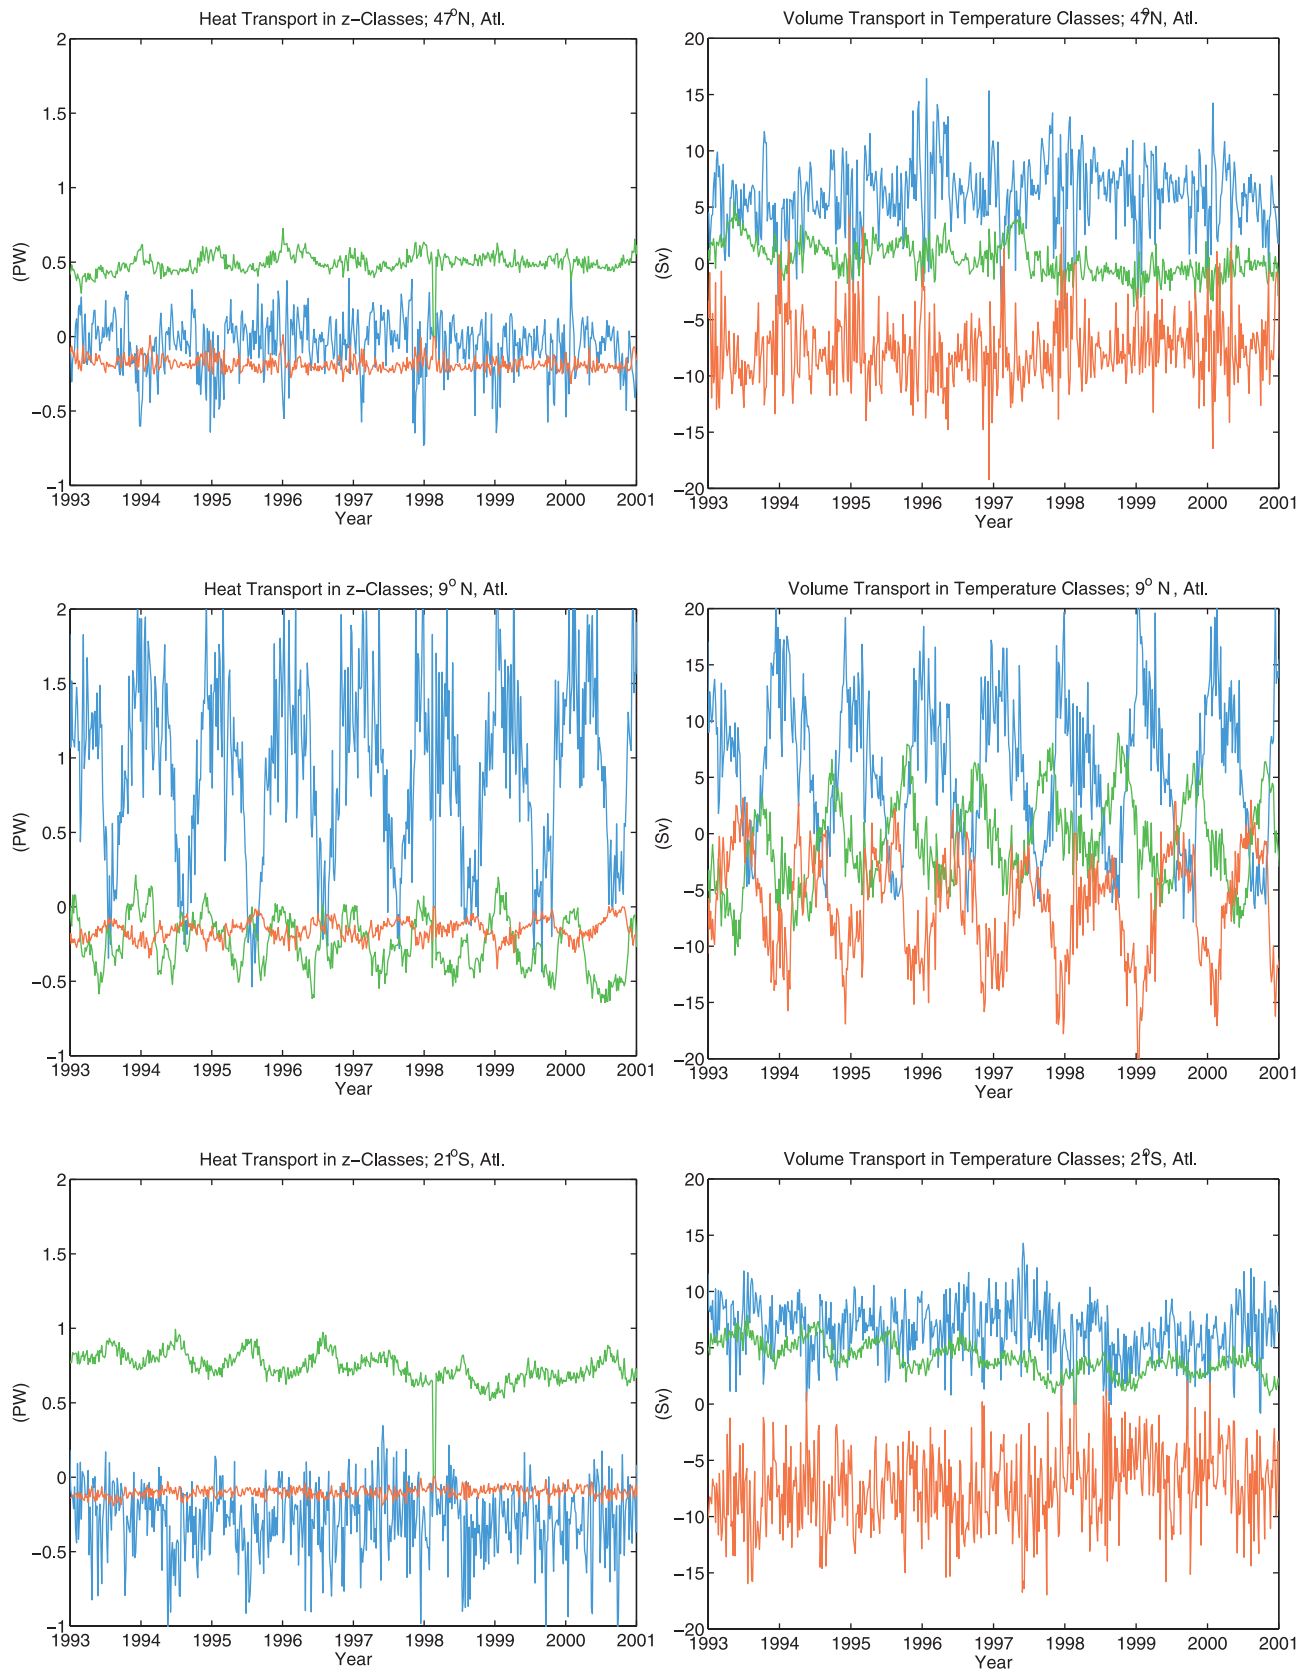 Heat Transport in z−Classes; 47°N, Atl.
2
1.5
1
0.5
0
−0.5
−1
(PW)
1993 1994 1995 1996 1997 1998 1999 2000 2001
Year
Volume Transport in Temperature Classes; 47°N, Atl.
20
15
10
5
0
−5
−10
−15
−20
(Sv)
1993 1994 1995 1996 1997 1998 1999 2000 2001
Year
Heat Transport in z−Classes; 9° N, Atl.
2
1.5
1
0.5
0
−0.5
−1
(PW)
1993 1994 1995 1996 1997 1998 1999 2000 2001
Year
Volume Transport in Temperature Classes; 9° N, Atl.
20
15
10
5
0
−5
−10
−15
−20
(Sv)
1993 1994 1995 1996 1997 1998 1999 2000 2001
Year
Heat Transport in z−Classes; 21°S, Atl.
2
1.5
1
0.5
0
−0.5
−1
(PW)
1993 1994 1995 1996 1997 1998 1999 2000 2001
Year
Volume Transport in Temperature Classes; 21°S, Atl.
20
15
10
5
0
−5
−10
−15
−20
(Sv)
1993 1994 1995 1996 1997 1998 1999 2000 2001
Year